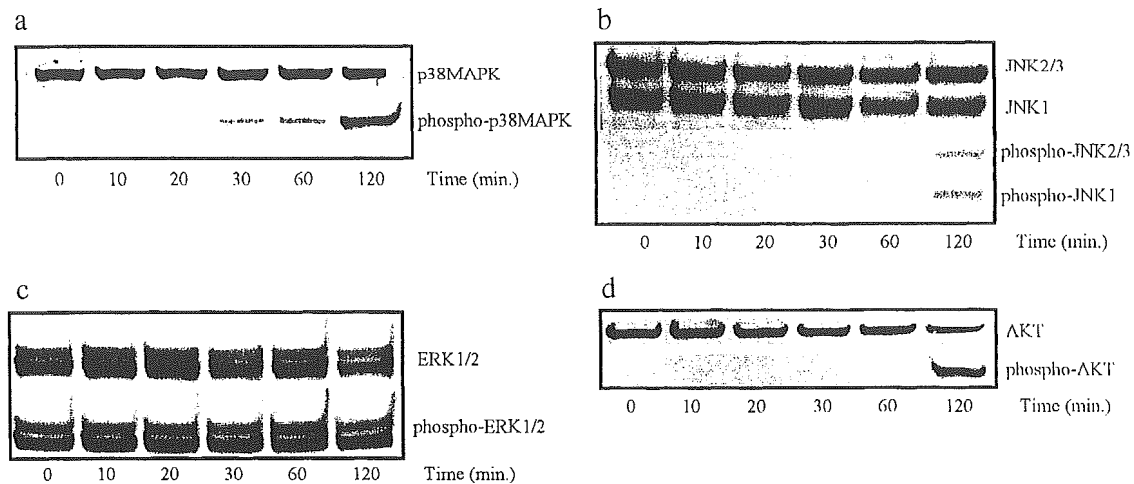 a
p38MAPK
phospho-p38MAPK
0 10 20 30 60 120 Time (min.)
b
JNK2/3
JNK1
phospho-JNK2/3
phospho-JNK1
0 10 20 30 60 120 Time (min.)
c
ERK1/2
phospho-ERK1/2
0 10 20 30 60 120 Time (min.)
d
AKT
phospho-AKT
0 10 20 30 60 120 Time (min.)